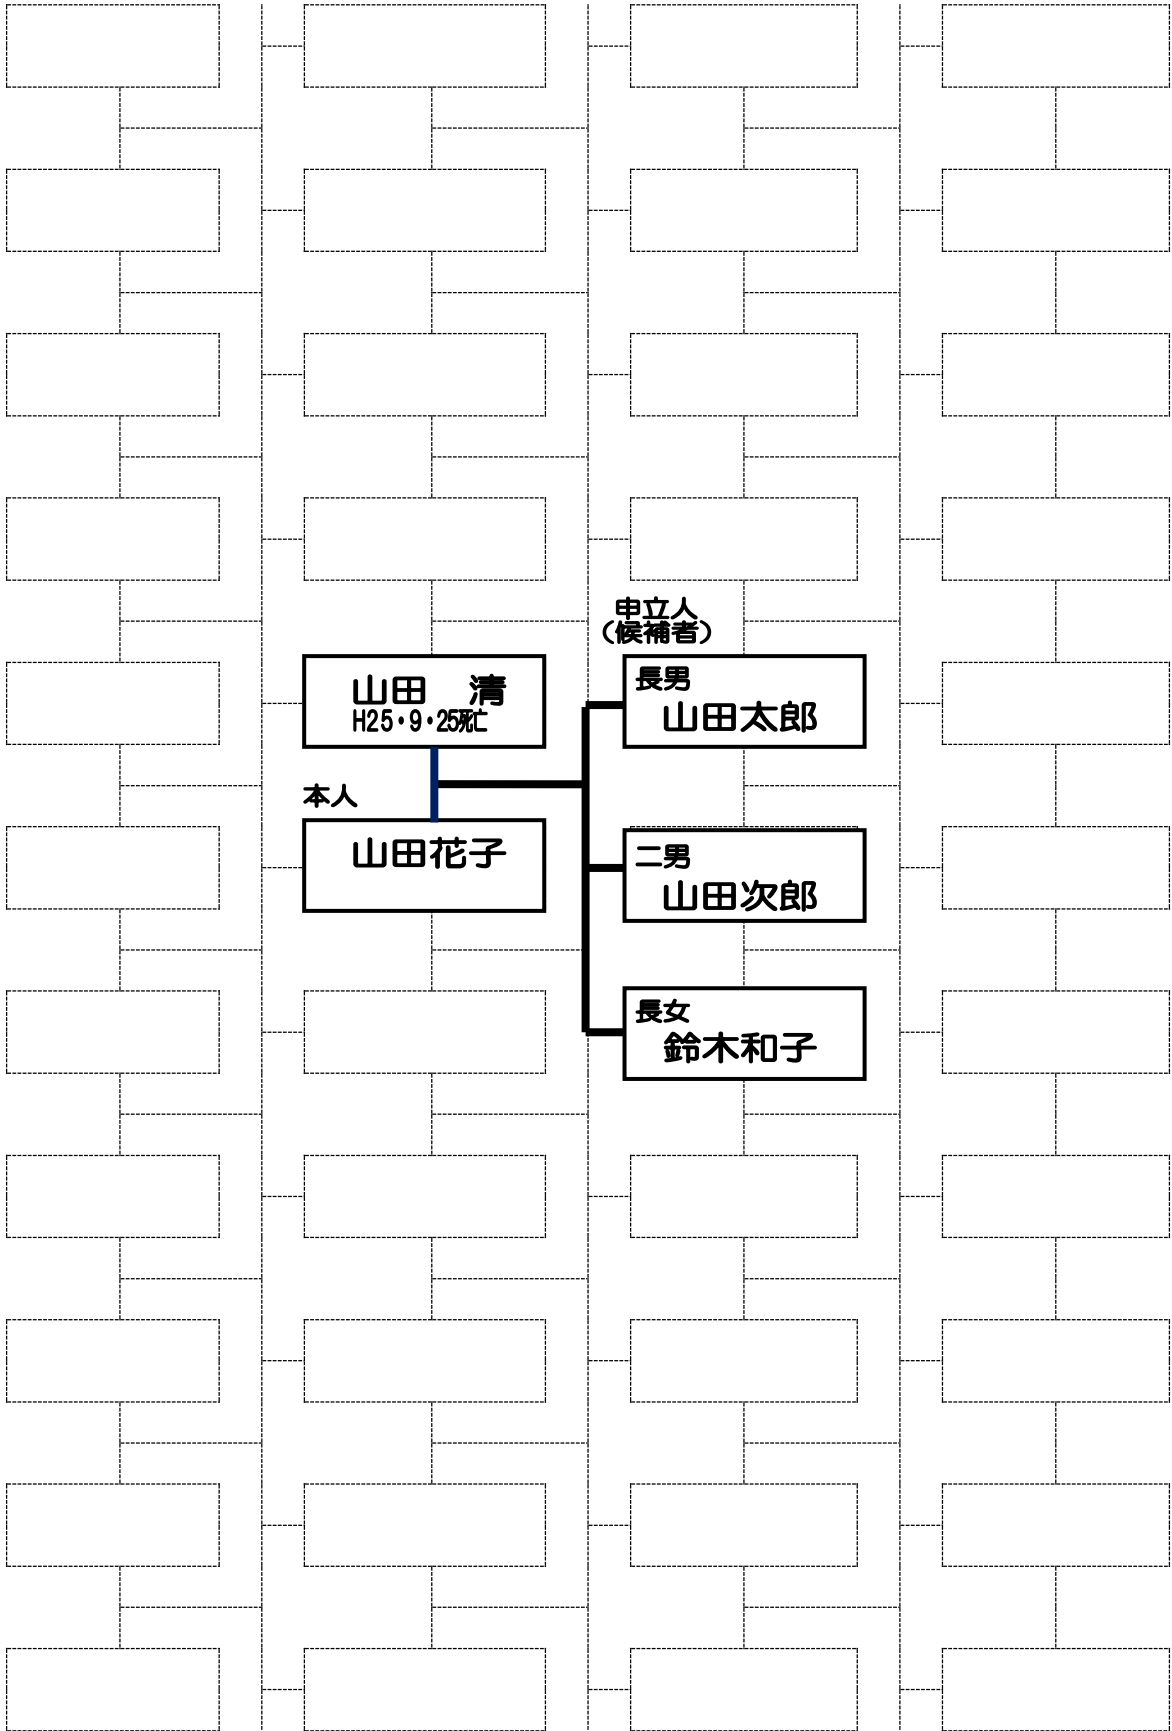 申立人
（候補者）
山田　清
H25・9・25死亡
長男
山田太郎
本人
山田花子
二男
山田次郎
長女
鈴木和子